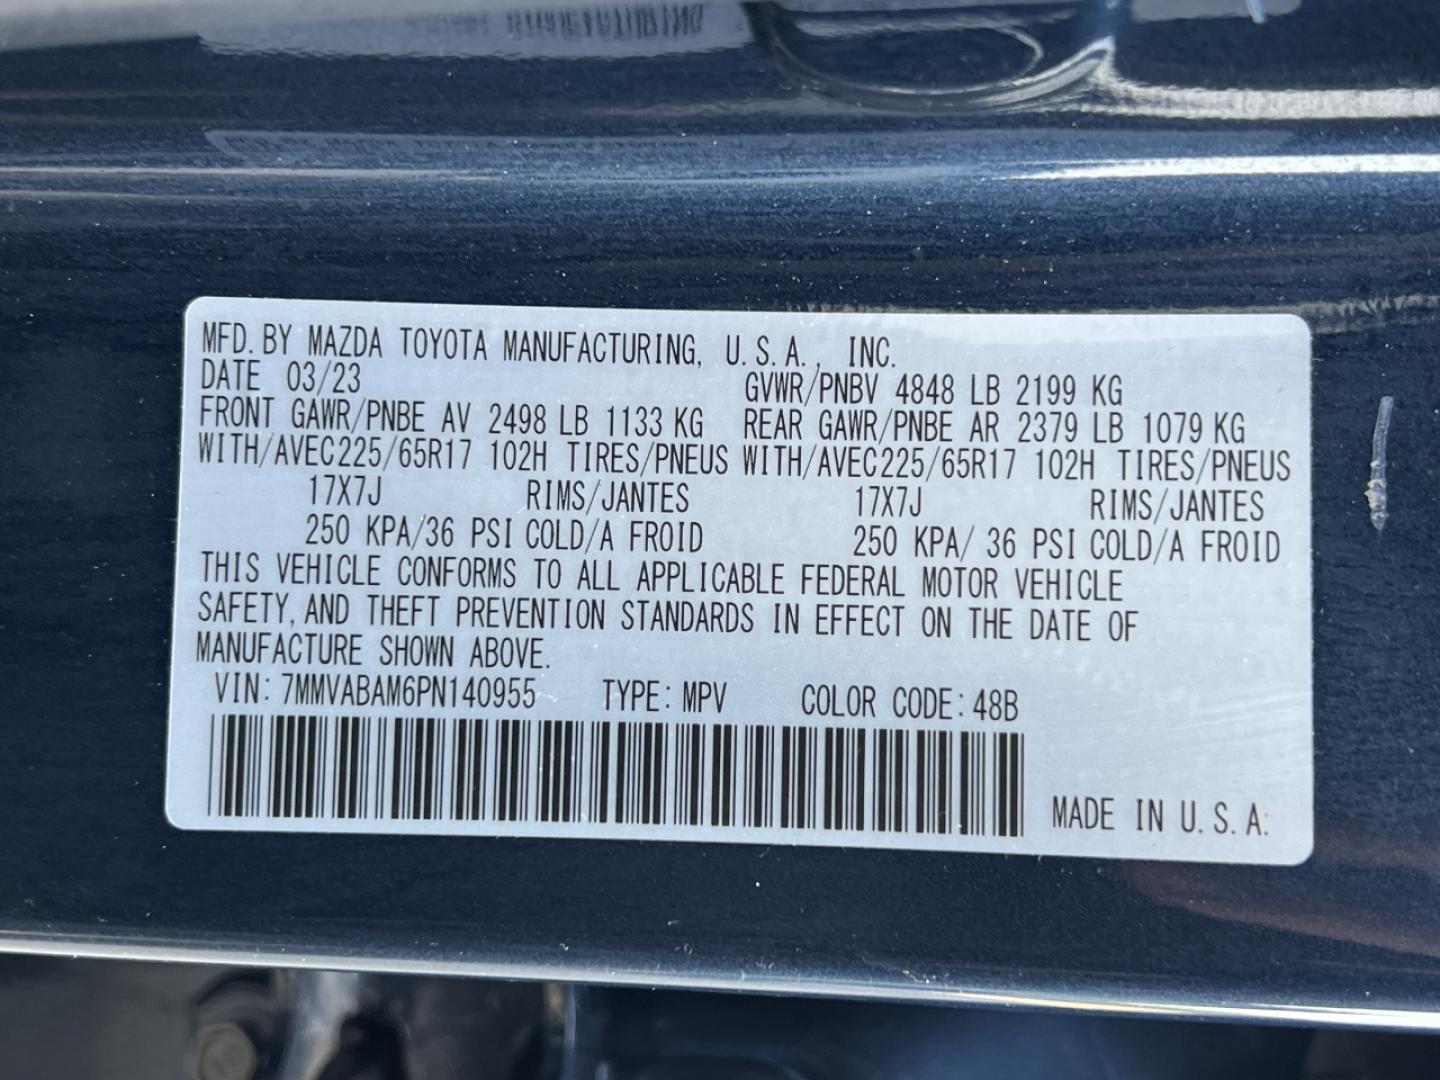 MFD. BY MAZDA TOYOTA MANUFACTURING, U.S.A., INC.
DATE 03/23 GVWR/PNBV 4848 LB 2199 KG
FRONT GAWR/PNBE AV 2498 LB 1133 KG REAR GAWR/PNBE AR 2379 LB 1079 KG
WITH/AVEC225/65R17 102H TIRES/PNEUS WITH/AVEC225/65R17 102H TIRES/PNEUS
17X7J RIMS/JANTES 17X7J RIMS/JANTES
250 KPA/36 PSI COLD/A FROID 250 KPA/ 36 PSI COLD/A FROID
THIS VEHICLE CONFORMS TO ALL APPLICABLE FEDERAL MOTOR VEHICLE
SAFETY, AND THEFT PREVENTION STANDARDS IN EFFECT ON THE DATE OF
MANUFACTURE SHOWN ABOVE.
VIN: 7MMVABAM6PN140955 TYPE: MPV COLOR CODE: 48B
MADE IN U.S.A.